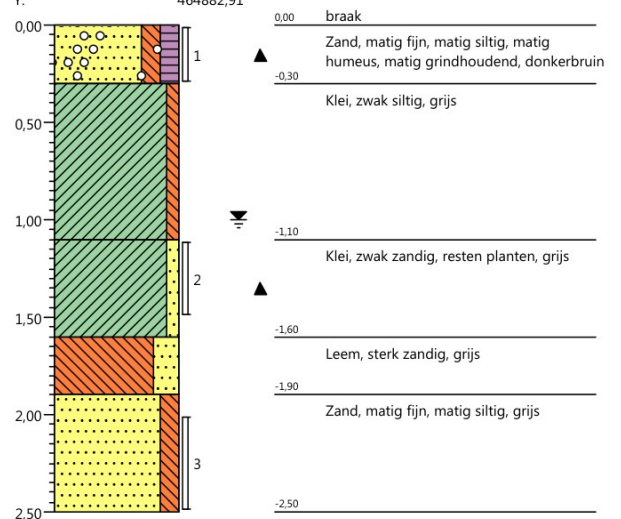 Y: 464882,91
0,00
0,50
1,00
1,50
2,00
2,50
1
2
3
0,00 braak
Zand, matig fijn, matig siltig, matig
humeus, matig grindhoudend, donkerbruin
-0,30
Klei, zwak siltig, grijs
-1,10
Klei, zwak zandig, resten planten, grijs
-1,60
Leem, sterk zandig, grijs
-1,90
Zand, matig fijn, matig siltig, grijs
-2,50